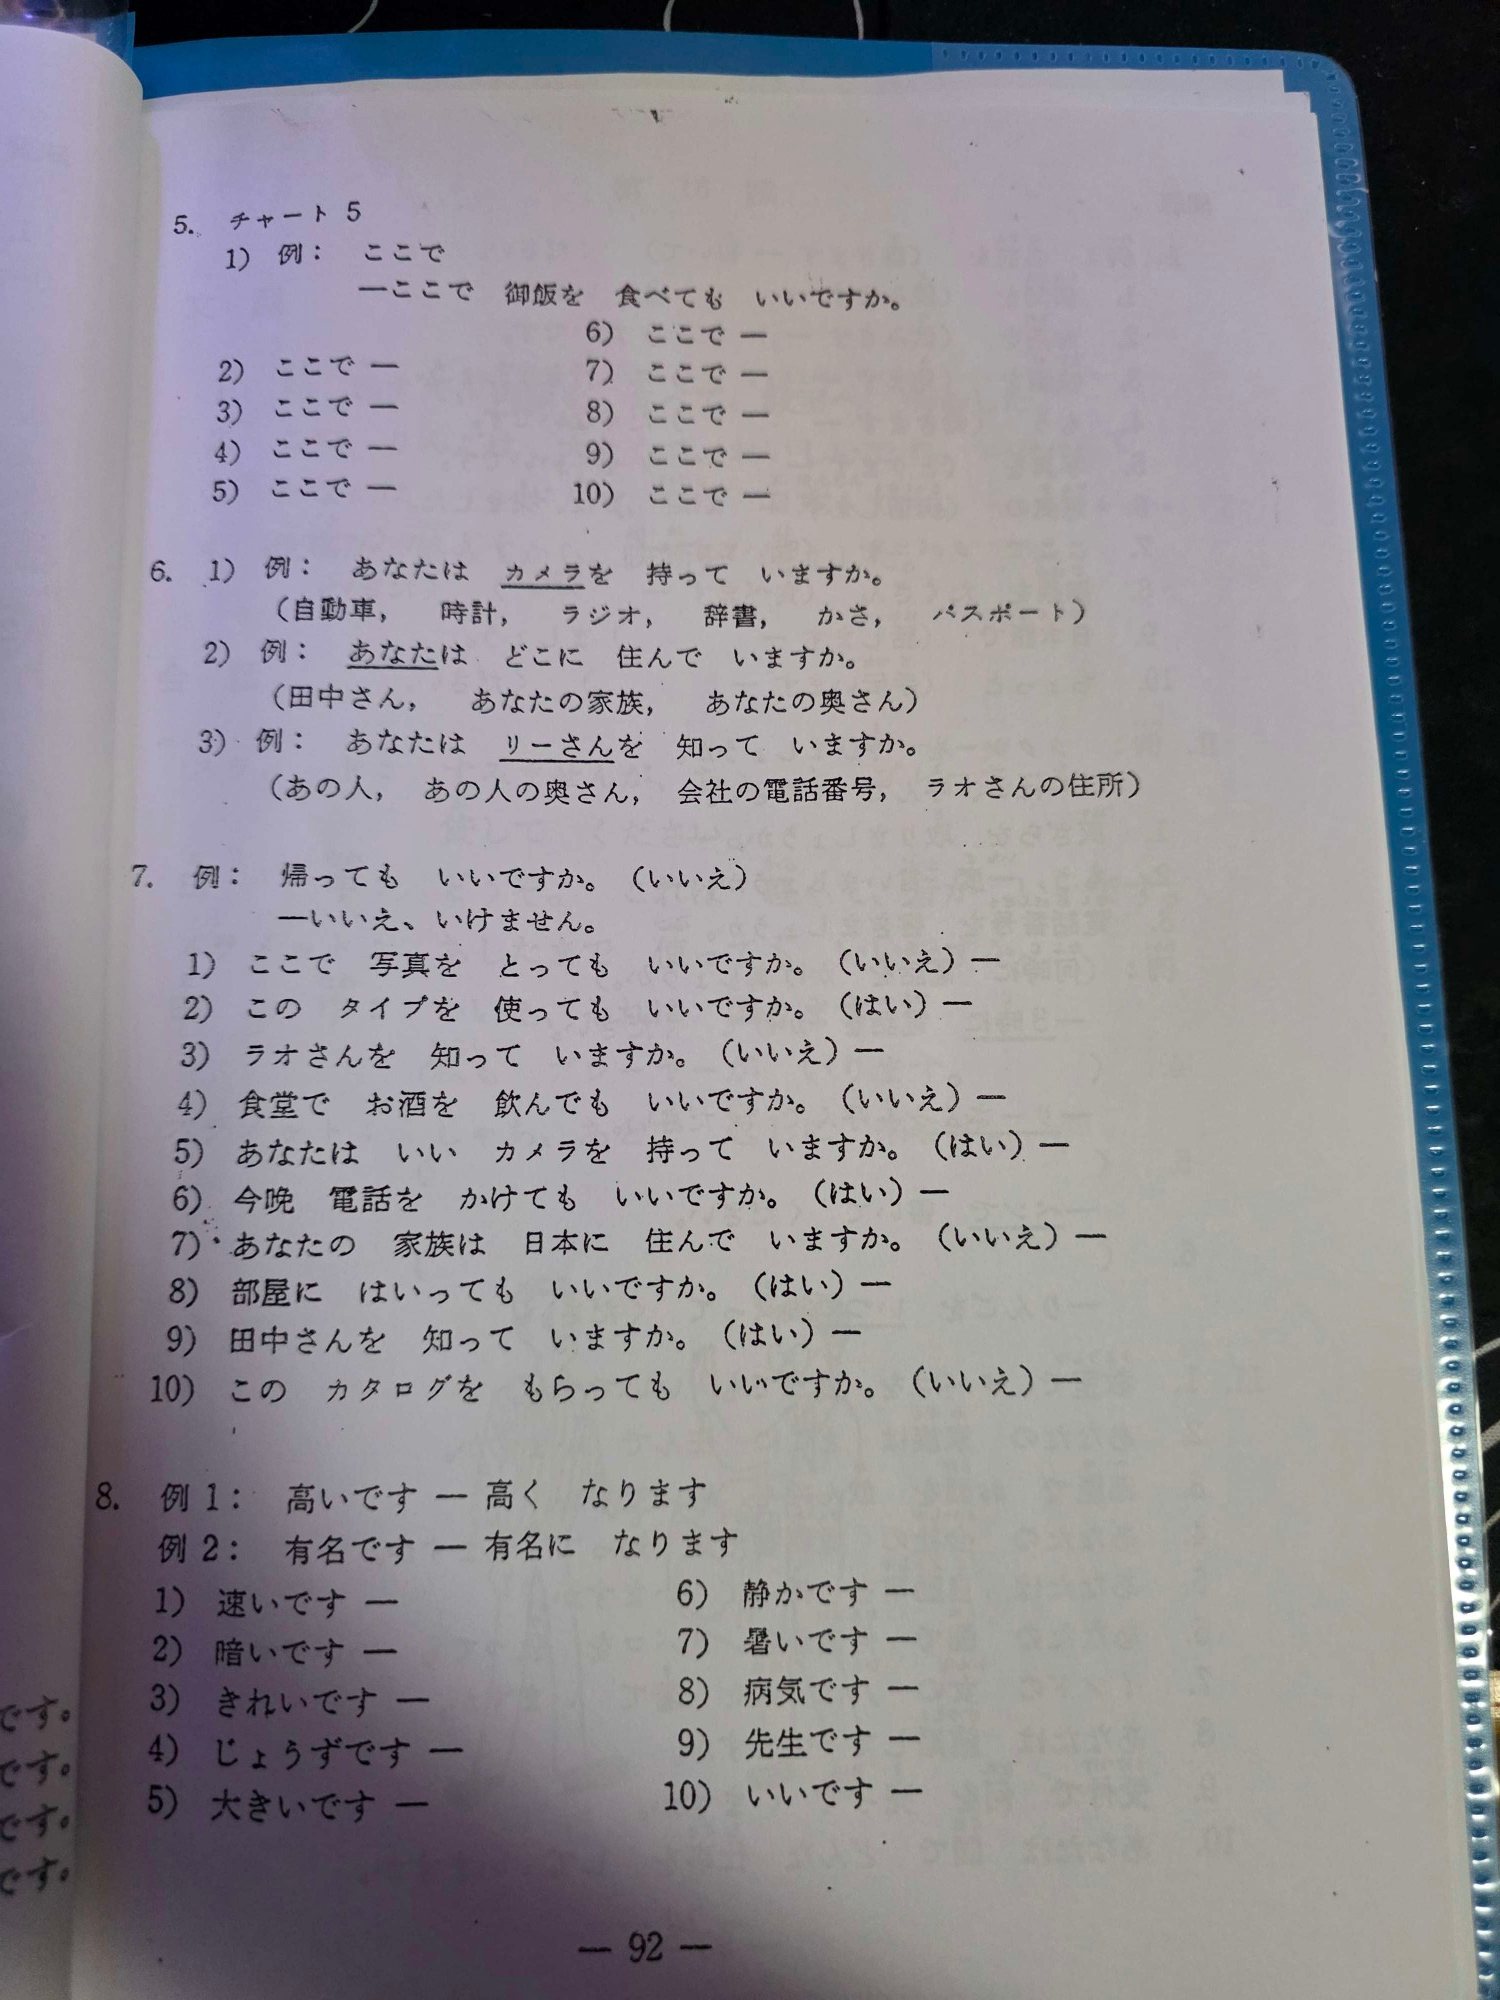 5. チャート 5
1) 例： ここで
—ここで 御飯を 食べても いいですか。
2) ここで —
3) ここで —
4) ここで —
5) ここで —
6) ここで —
7) ここで —
8) ここで —
9) ここで —
10) ここで —
6. 1) 例： あなたは カメラを 持って いますか。
（自動車， 時計， ラジオ， 辞書， かさ， パスポート）
2) 例： あなたは どこに 住んで いますか。
（田中さん， あなたの家族， あなたの奥さん）
3) 例： あなたは リーさんを 知って いますか。
（あの人， あの人の奥さん， 会社の電話番号， ラオさんの住所）
7. 例： 帰っても いいですか。（いいえ）
—いいえ、いけません。
1) ここで 写真を とっても いいですか。（いいえ）—
2) この タイプを 使っても いいですか。（はい）—
3) ラオさんを 知って いますか。（いいえ）—
4) 食堂で お酒を 飲んでも いいですか。（いいえ）—
5) あなたは いい カメラを 持って いますか。（はい）—
6) 今晩 電話を かけても いいですか。（はい）—
7) あなたの 家族は 日本に 住んで いますか。（いいえ）—
8) 部屋に はいっても いいですか。（はい）—
9) 田中さんを 知って いますか。（はい）—
10) この カタログを もらっても いいですか。（いいえ）—
8. 例 1： 高いです — 高く なります
例 2： 有名です — 有名に なります
1) 速いです —
2) 暗いです —
3) きれいです —
4) じょうずです —
5) 大きいです —
6) 静かです —
7) 暑いです —
8) 病気です —
9) 先生です —
10) いいです —
です。
です。
です。
です。
— 92 —